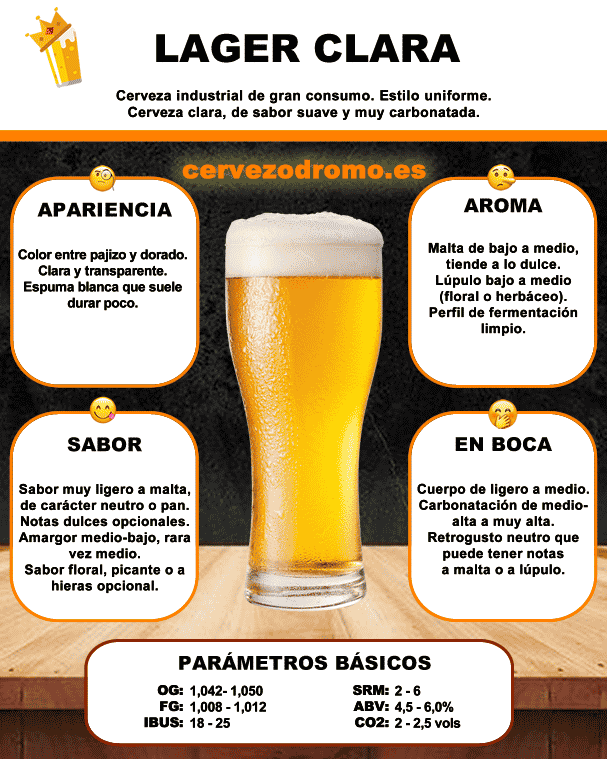 LAGER CLARA
Cerveza industrial de gran consumo. Estilo uniforme.
Cerveza clara, de sabor suave y muy carbonatada.
cervezodromo.es
APARIENCIA
Color entre pajizo y dorado.
Clara y transparente.
Espuma blanca que suele
durar poco.
AROMA
Malta de bajo a medio,
tiende a lo dulce.
Lúpulo bajo a medio
(floral o herbáceo).
Perfil de fermentación
limpio.
SABOR
Sabor muy ligero a malta,
de carácter neutro o pan.
Notas dulces opcionales.
Amargor medio-bajo, rara
vez medio.
Sabor floral, picante o a
hieras opcional.
EN BOCA
Cuerpo de ligero a medio.
Carbonatación de medio-
alta a muy alta.
Retrogusto neutro que
puede tener notas
a malta o a lúpulo.
PARÁMETROS BÁSICOS
OG: 1,042- 1,050
FG: 1,008 - 1,012
IBUS: 18 - 25
SRM: 2 - 6
ABV: 4,5 - 6,0%
CO2: 2 - 2,5 vols